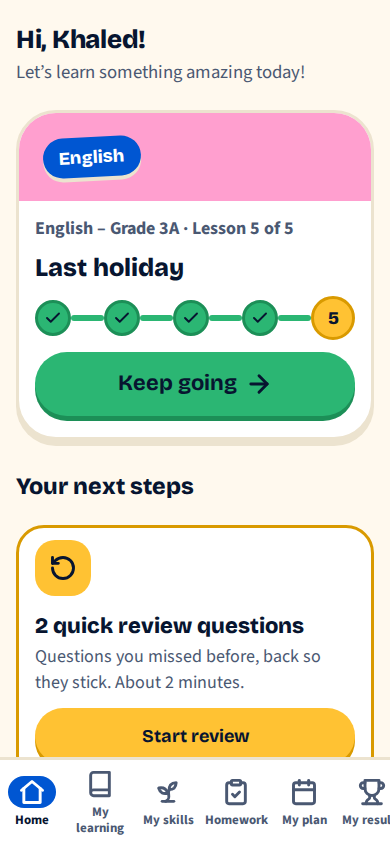 Hi, Khaled!
Let's learn something amazing today!
English
English – Grade 3A · Lesson 5 of 5
Last holiday
5
Keep going →
Your next steps
2 quick review questions
Questions you missed before, back so
they stick. About 2 minutes.
Start review
Home
My
learning
My skills
Homework
My plan
My resul